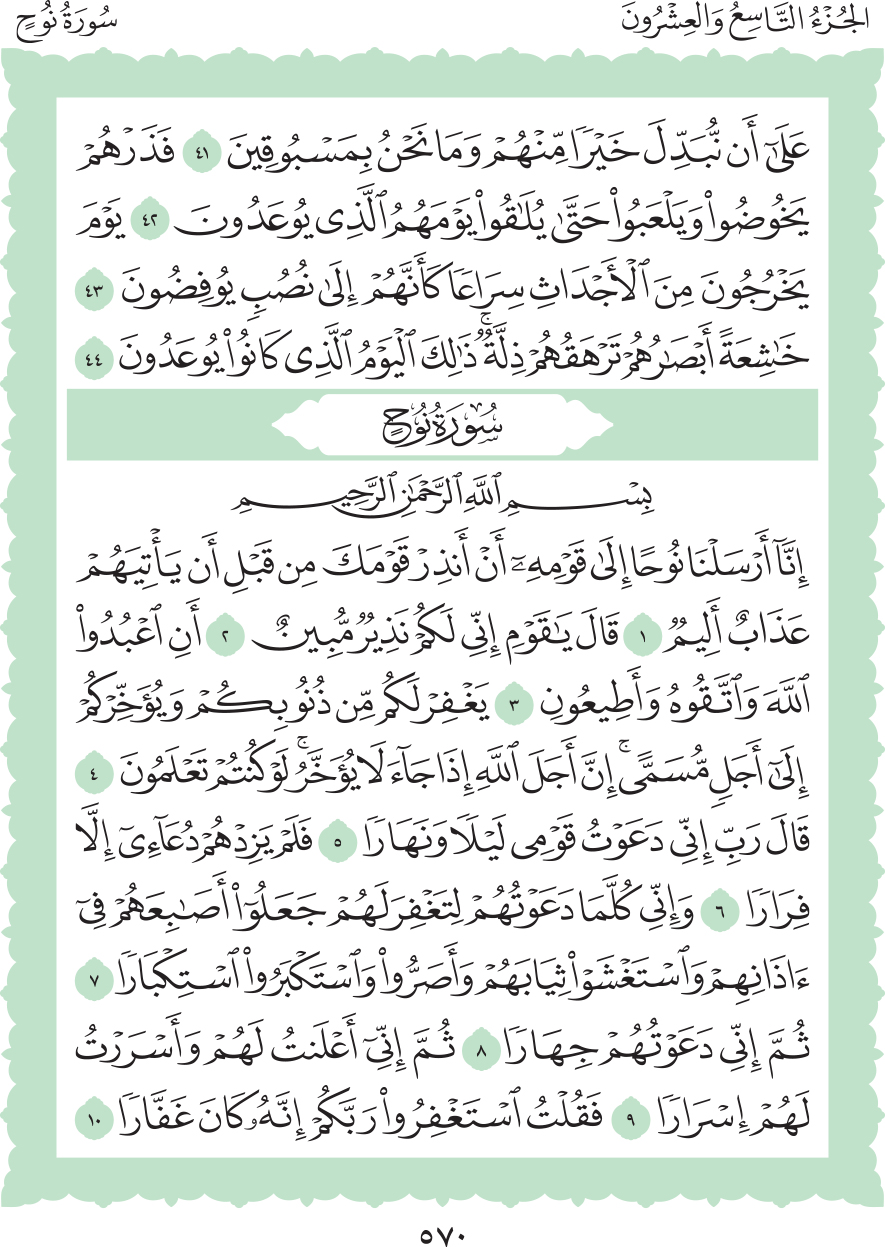 الجُزْءُ التَّاسِعُ وَالعِشْرُونَ
سُورَةُ نُوحٍ
عَلَىٰٓ أَن نُّبَدِّلَ خَيْرٗا مِّنْهُمْ وَمَا نَحْنُ بِمَسْبُوقِينَ ٤١ فَذَرْهُمْ
يَخُوضُوا۟ وَيَلْعَبُوا۟ حَتَّىٰ يُلَٰقُوا۟ يَوْمَهُمُ ٱلَّذِى يُوعَدُونَ ٤٢ يَوْمَ
يَخْرُجُونَ مِنَ ٱلْأَجْدَاثِ سِرَاعٗا كَأَنَّهُمْ إِلَىٰ نُصُبٖ يُوفِضُونَ ٤٣
خَٰشِعَةً أَبْصَٰرُهُمْ تَرْهَقُهُمْ ذِلَّةٞۚ ذَٰلِكَ ٱلْيَوْمُ ٱلَّذِى كَانُوا۟ يُوعَدُونَ ٤٤
سُورَةُ نُوحٍ
بِسْمِ ٱللَّهِ ٱلرَّحْمَٰنِ ٱلرَّحِيمِ
إِنَّآ أَرْسَلْنَا نُوحًا إِلَىٰ قَوْمِهِۦٓ أَنْ أَنذِرْ قَوْمَكَ مِن قَبْلِ أَن يَأْتِيَهُمْ
عَذَابٌ أَلِيمٞ ١ قَالَ يَٰقَوْمِ إِنِّى لَكُمْ نَذِيرٞ مُّبِينٌ ٢ أَنِ ٱعْبُدُوا۟
ٱللَّهَ وَٱتَّقُوهُ وَأَطِيعُونِ ٣ يَغْفِرْ لَكُم مِّن ذُنُوبِكُمْ وَيُؤَخِّرْكُمْ
إِلَىٰٓ أَجَلٖ مُّسَمًّىۚ إِنَّ أَجَلَ ٱللَّهِ إِذَا جَآءَ لَا يُؤَخَّرُۚ لَوْ كُنتُمْ تَعْلَمُونَ ٤
قَالَ رَبِّ إِنِّى دَعَوْتُ قَوْمِى لَيْلٗا وَنَهَارٗا ٥ فَلَمْ يَزِدْهُمْ دُعَآءِىٓ إِلَّا
فِرَارٗا ٦ وَإِنِّى كُلَّمَا دَعَوْتُهُمْ لِتَغْفِرَ لَهُمْ جَعَلُوٓا۟ أَصَٰبِعَهُمْ فِىٓ
ءَاذَانِهِمْ وَٱسْتَغْشَوْا۟ ثِيَابَهُمْ وَأَصَرُّوا۟ وَٱسْتَكْبَرُوا۟ ٱسْتِكْبَارٗا ٧
ثُمَّ إِنِّى دَعَوْتُهُمْ جِهَارٗا ٨ ثُمَّ إِنِّىٓ أَعْلَنتُ لَهُمْ وَأَسْرَرْتُ
لَهُمْ إِسْرَارٗا ٩ فَقُلْتُ ٱسْتَغْفِرُوا۟ رَبَّكُمْ إِنَّهُۥ كَانَ غَفَّارٗا ١٠
٥٧٠